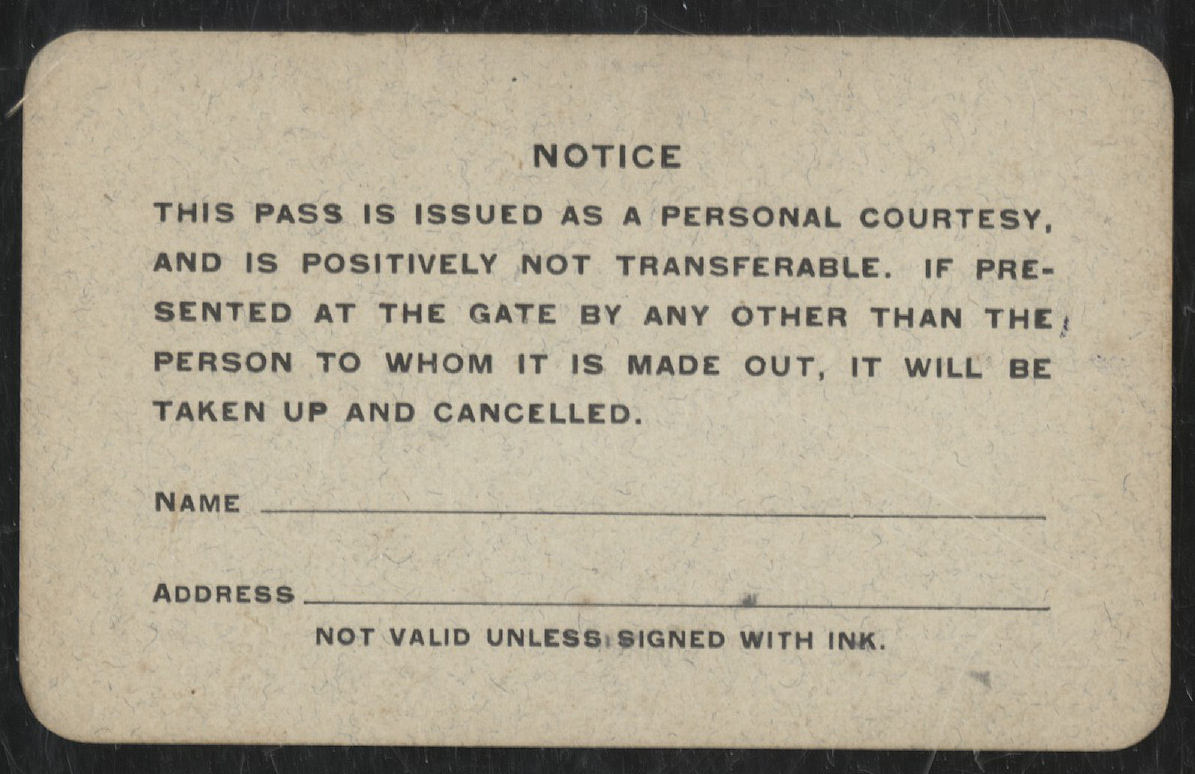 NOTICE
THIS PASS IS ISSUED AS A PERSONAL COURTESY,
AND IS POSITIVELY NOT TRANSFERABLE. IF PRE-
SENTED AT THE GATE BY ANY OTHER THAN THE
PERSON TO WHOM IT IS MADE OUT, IT WILL BE
TAKEN UP AND CANCELLED.
NAME
ADDRESS
NOT VALID UNLESS SIGNED WITH INK.